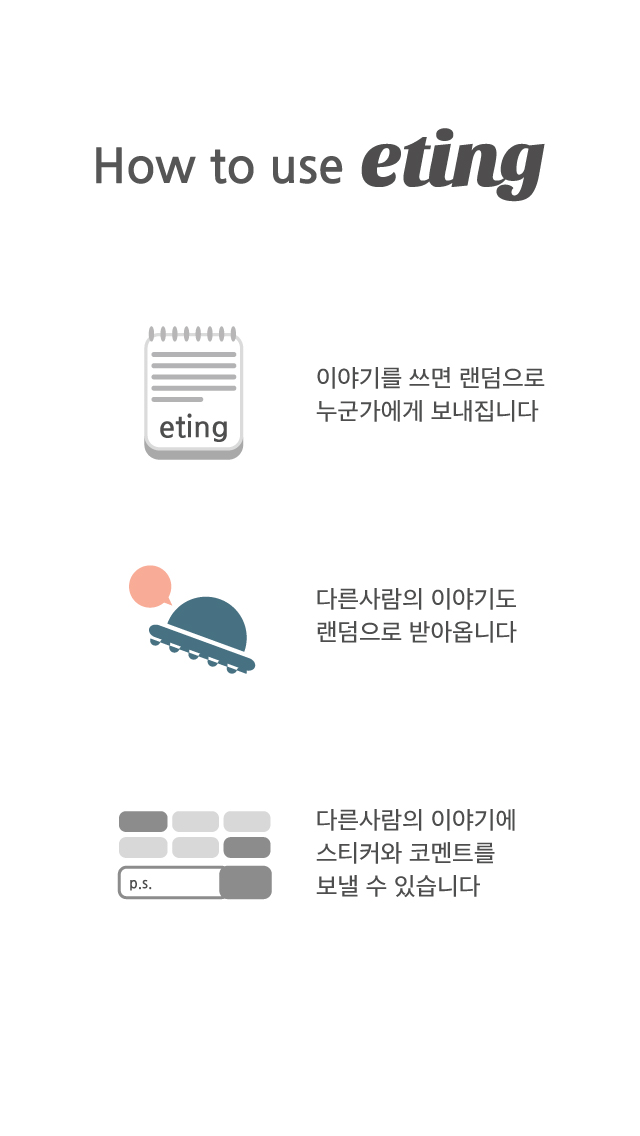 How to use eting
eting
이야기를 쓰면 랜덤으로
누군가에게 보내집니다
다른사람의 이야기도
랜덤으로 받아옵니다
다른사람의 이야기에
스티커와 코멘트를
보낼 수 있습니다
p.s.